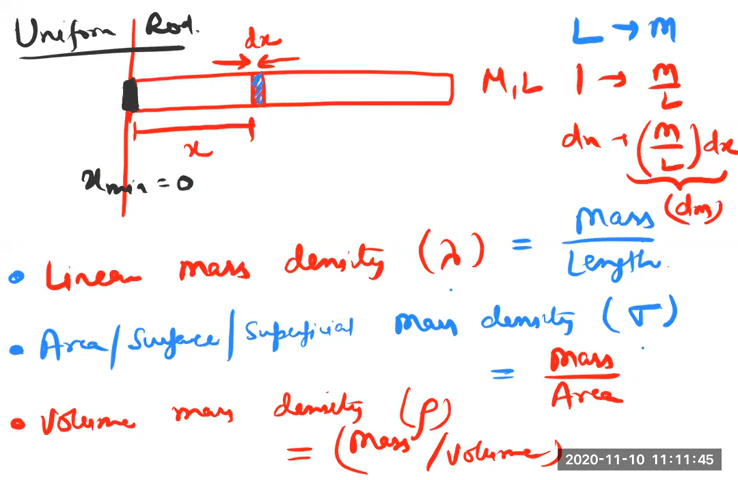 Uniform Rod.
dx
x
xmin = 0
M, L
L → m
1 → m/L
dx → (m/L) dx
(dm)
• Linear mass density (λ) = Mass/Length.
• Area/Surface/Superficial mass density (σ)
= Mass/Area
• Volume mass density (ρ)
= (Mass/Volume)
2020-11-10 11:11:45